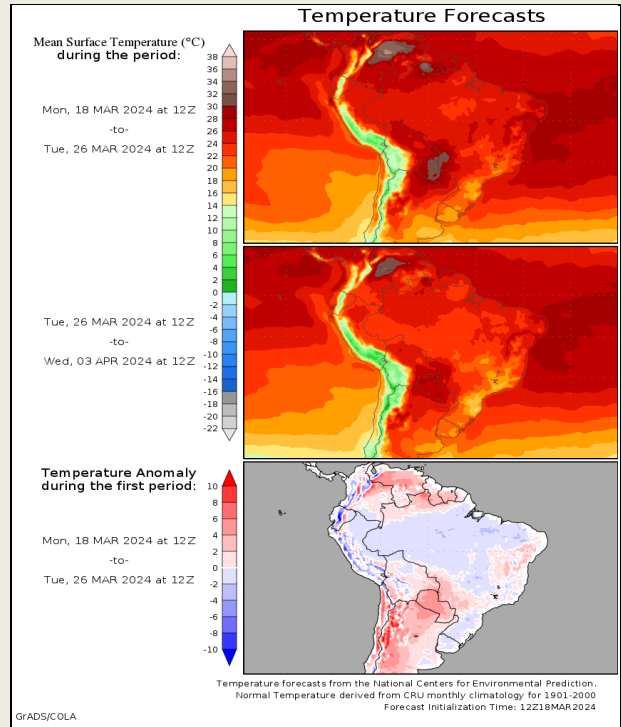 Temperature Forecasts
Mean Surface Temperature (°C)
during the period:
Mon, 18 MAR 2024 at 12Z
-to-
Tue, 26 MAR 2024 at 12Z
38
36
34
32
30
28
26
24
22
20
18
16
14
12
10
8
6
4
2
0
-2
-4
-6
-8
-10
-12
-14
-16
-18
-20
-22
Tue, 26 MAR 2024 at 12Z
-to-
Wed, 03 APR 2024 at 12Z
Temperature Anomaly
during the first period:
Mon, 18 MAR 2024 at 12Z
-to-
Tue, 26 MAR 2024 at 12Z
10
8
6
4
2
0
-2
-4
-6
-8
-10
Temperature forecasts from the National Centers for Environmental Prediction.
Normal Temperature derived from CRU monthly climatology for 1901-2000
Forecast Initialization Time: 12Z18MAR2024
GrADS/COLA